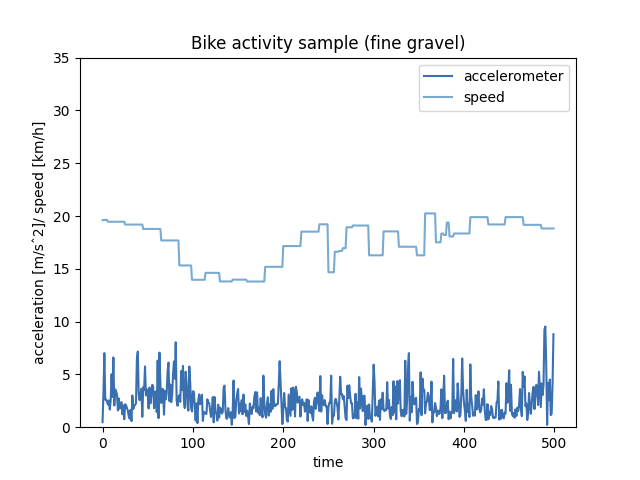 Bike activity sample (fine gravel)
accelerometer
speed
acceleration [m/s^2]/ speed [km/h]
35
30
25
20
15
10
5
0
0 100 200 300 400 500
time